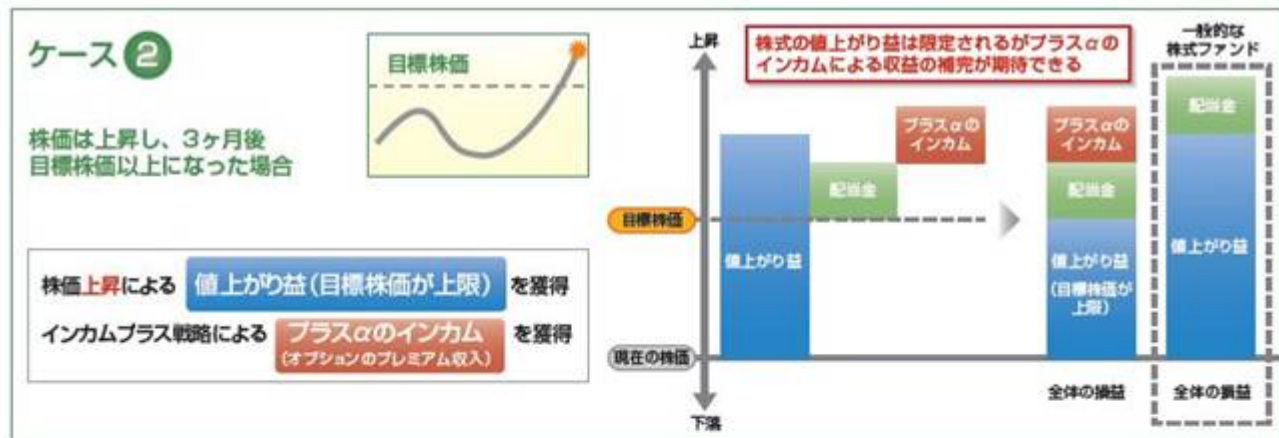 ケース2
株価は上昇し、3ヶ月後
目標株価以上になった場合
目標株価
株価上昇による 値上がり益(目標株価が上限) を獲得
インカムプラス戦略による プラスαのインカム を獲得
(オプションのプレミアム収入)
上昇
株式の値上がり益は限定されるがプラスαの
インカムによる収益の補完が期待できる
一般的な
株式ファンド
プラスαの
インカム
配当金
目標株価
値上がり益
現在の株価
下落
プラスαの
インカム
配当金
値上がり益
(目標株価が
上限)
全体の損益
配当金
値上がり益
全体の損益